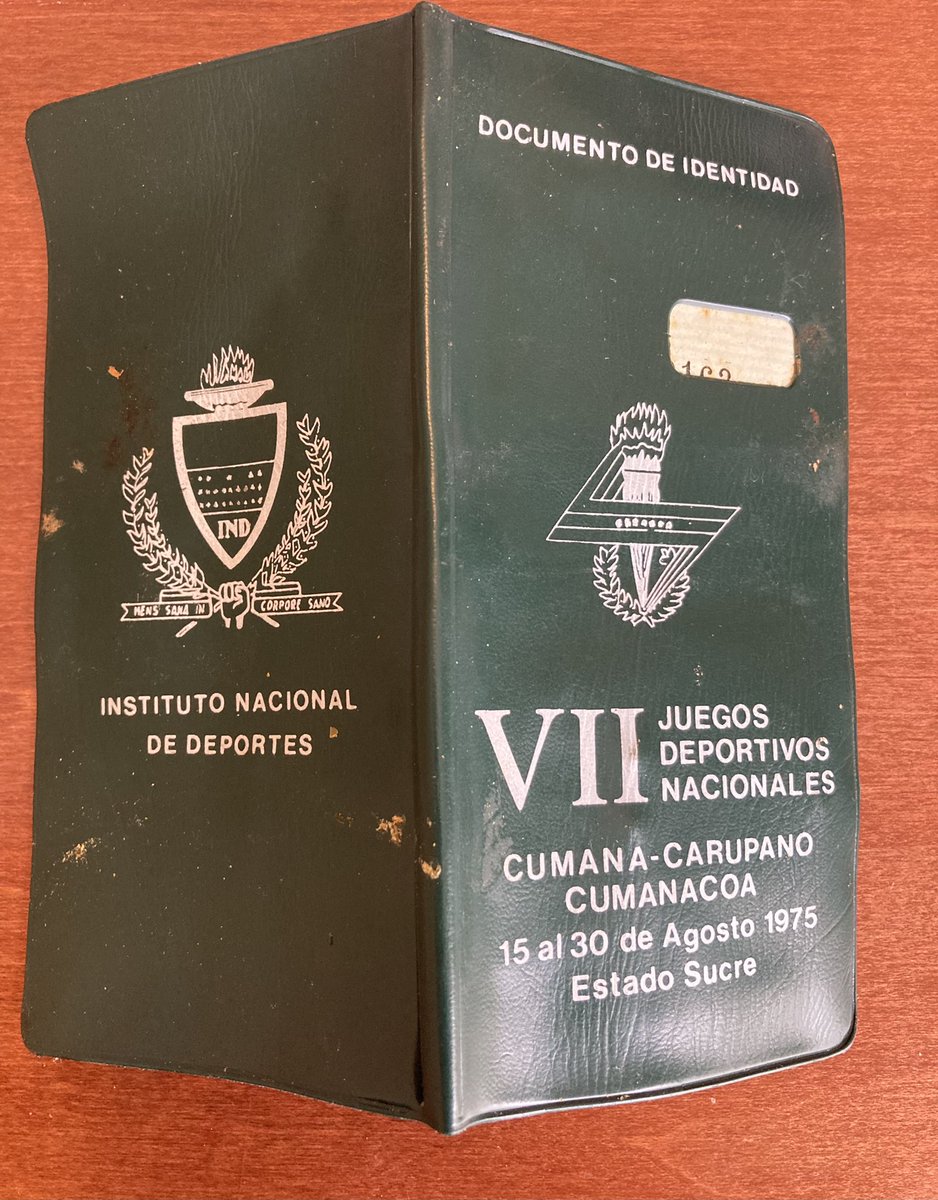 DOCUMENTO DE IDENTIDAD
VII JUEGOS
DEPORTIVOS
NACIONALES
CUMANA-CARUPANO
CUMANACOA
15 al 30 de Agosto 1975
Estado Sucre
IND
MENS SANA IN CORPORE SANO
INSTITUTO NACIONAL
DE DEPORTES